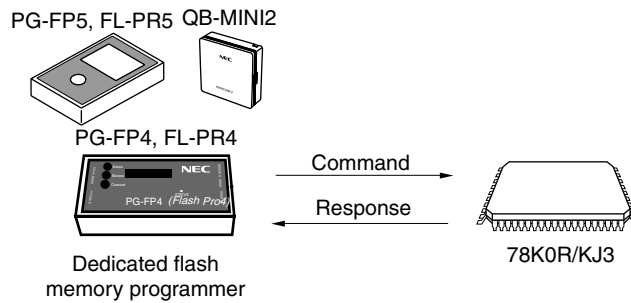 PG-FP5, FL-PR5 QB-MINI2
NEC
PG-FP4, FL-PR4
NEC
PG-FP4 (Flash Pro4)
Command
Response
78K0R/KJ3
Dedicated flash
memory programmer